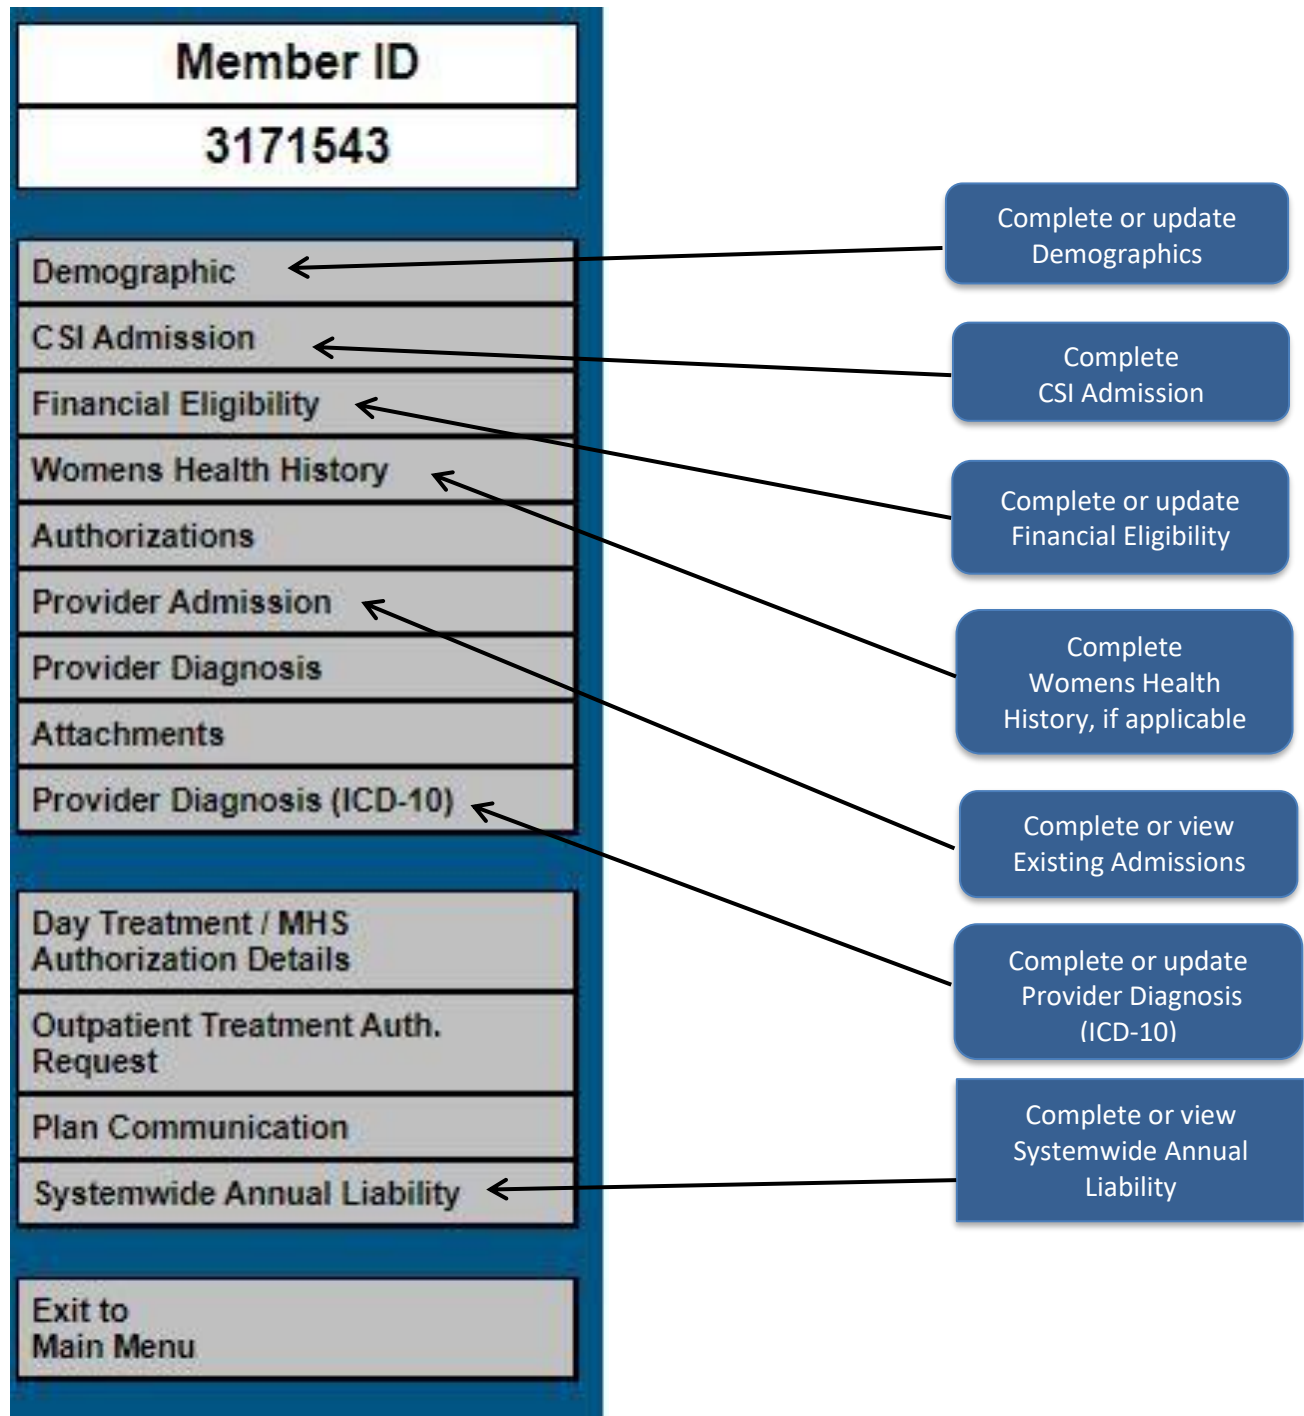 Member ID
3171543
Demographic
CSI Admission
Financial Eligibility
Womens Health History
Authorizations
Provider Admission
Provider Diagnosis
Attachments
Provider Diagnosis (ICD-10)
Day Treatment / MHS
Authorization Details
Outpatient Treatment Auth.
Request
Plan Communication
Systemwide Annual Liability
Exit to
Main Menu
Complete or update
Demographics
Complete
CSI Admission
Complete or update
Financial Eligibility
Complete
Womens Health
History, if applicable
Complete or view
Existing Admissions
Complete or update
Provider Diagnosis
(ICD-10)
Complete or view
Systemwide Annual
Liability